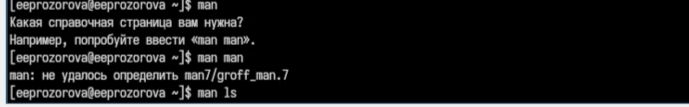 [eeprozorova@eeprozorova ~]$ man
Какая справочная страница вам нужна?
Например, попробуйте ввести «man man».
[eeprozorova@eeprozorova ~]$ man man
man: не удалось определить man7/groff_man.7
[eeprozorova@eeprozorova ~]$ man ls